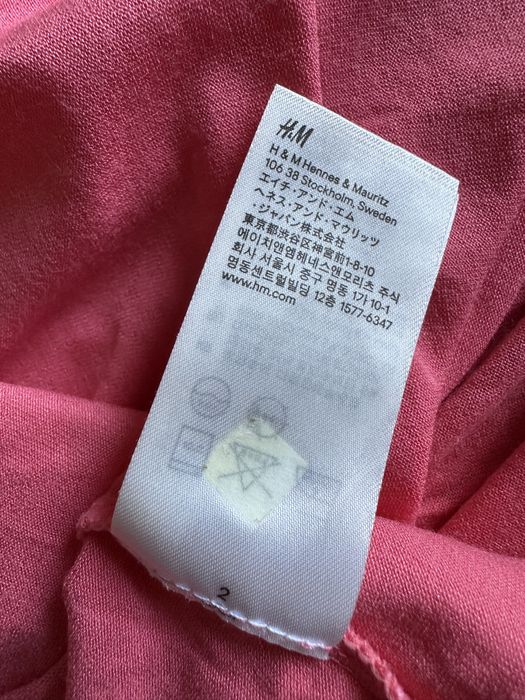 H&M
H & M Hennes & Mauritz
106 38 Stockholm, Sweden
エイチ・アンド・エム
ヘネス・アンド・マウリッツ
・ジャパン株式会社
東京都渋谷区神宮前1-8-10
에이치앤엠헤네스앤모리츠 주식
회사 서울시 중구 명동 1가 10-1
명동센트럴빌딩 12층 1577-6347
www.hm.com
2